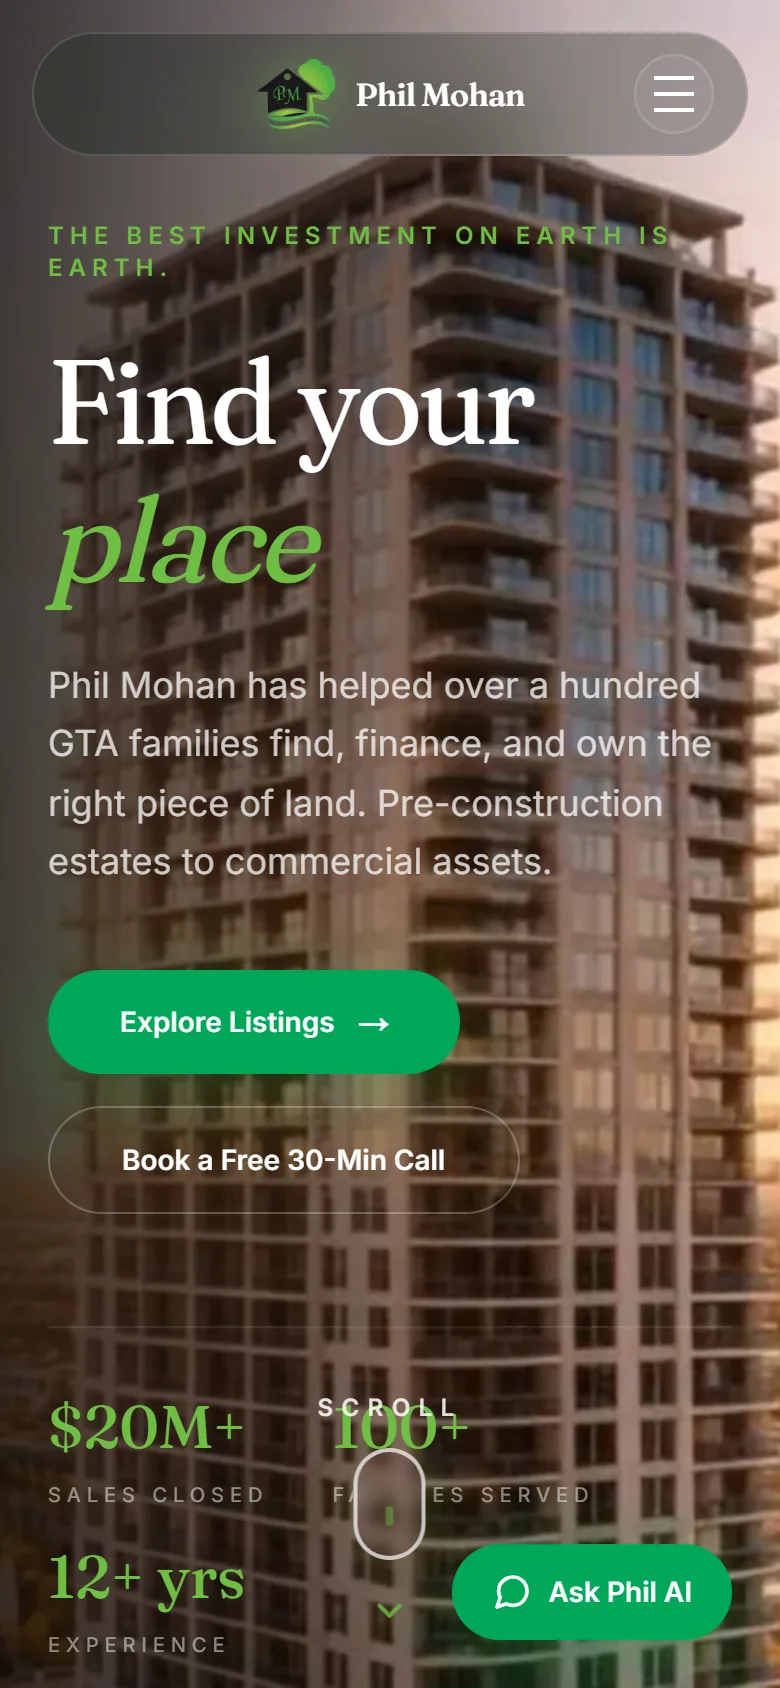 PM
Phil Mohan
THE BEST INVESTMENT ON EARTH IS
EARTH.
Find your
place
Phil Mohan has helped over a hundred
GTA families find, finance, and own the
right piece of land. Pre-construction
estates to commercial assets.
Explore Listings →
Book a Free 30-Min Call
SCROLL
$20M+ 100+
SALES CLOSED SERVED
12+ yrs
EXPERIENCE
Ask Phil AI